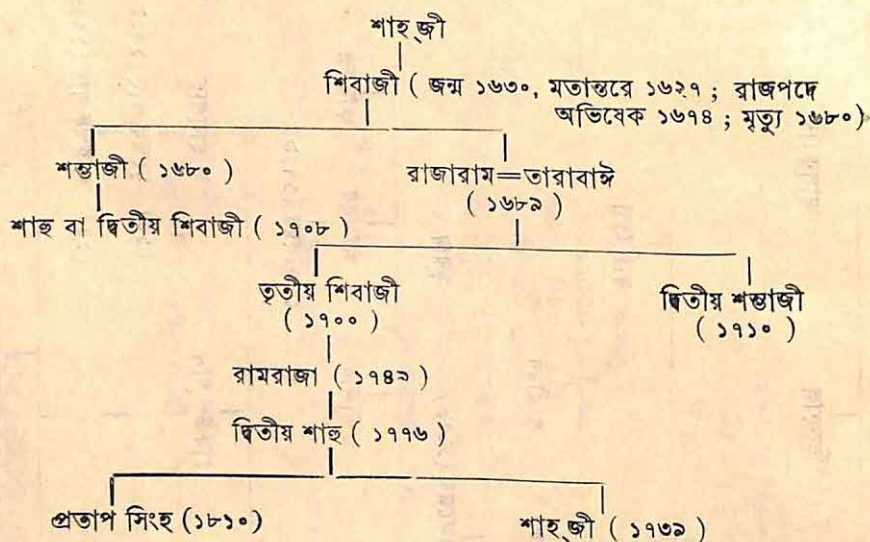 শাহ্‌জী
শিবাজী ( জন্ম ১৬৩০, মতান্তরে ১৬২৭ ; রাজপদে
অভিষেক ১৬৭৪ ; মৃত্যু ১৬৮০ )
শম্ভাজী ( ১৬৮০ )
রাজারাম=তারাবাঈ
( ১৬৮৯ )
শাহু বা দ্বিতীয় শিবাজী ( ১৭০৮ )
তৃতীয় শিবাজী
( ১৭০০ )
দ্বিতীয় শম্ভাজী
( ১৭১০ )
রামরাজা ( ১৭৪৯ )
দ্বিতীয় শাহু ( ১৭৭৬ )
প্রতাপ সিংহ (১৮১০)
শাহ্‌জী ( ১৭৩৯ )